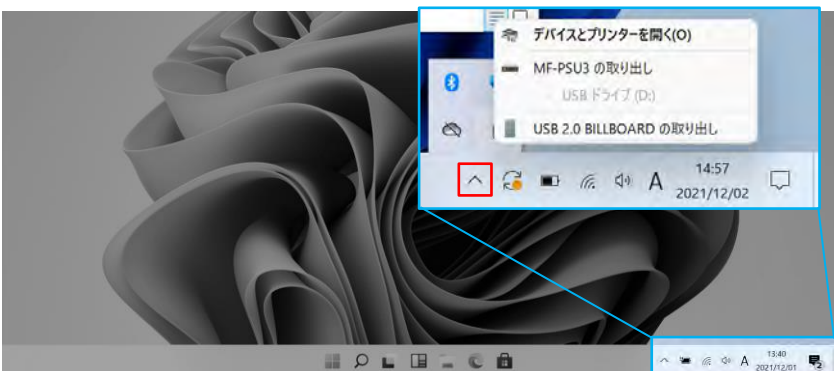 デバイスとプリンターを開く(O)
MF-PSU3 の取り出し
USB ドライブ (D:)
USB 2.0 BILLBOARD の取り出し
A
14:57
2021/12/02
A
13:40
2021/12/01
2